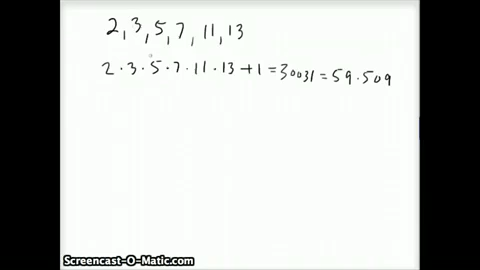 2, 3, 5, 7, 11, 13
2 · 3 · 5 · 7 · 11 · 13 + 1 = 30031 = 59 · 509
Screencast-O-Matic.com